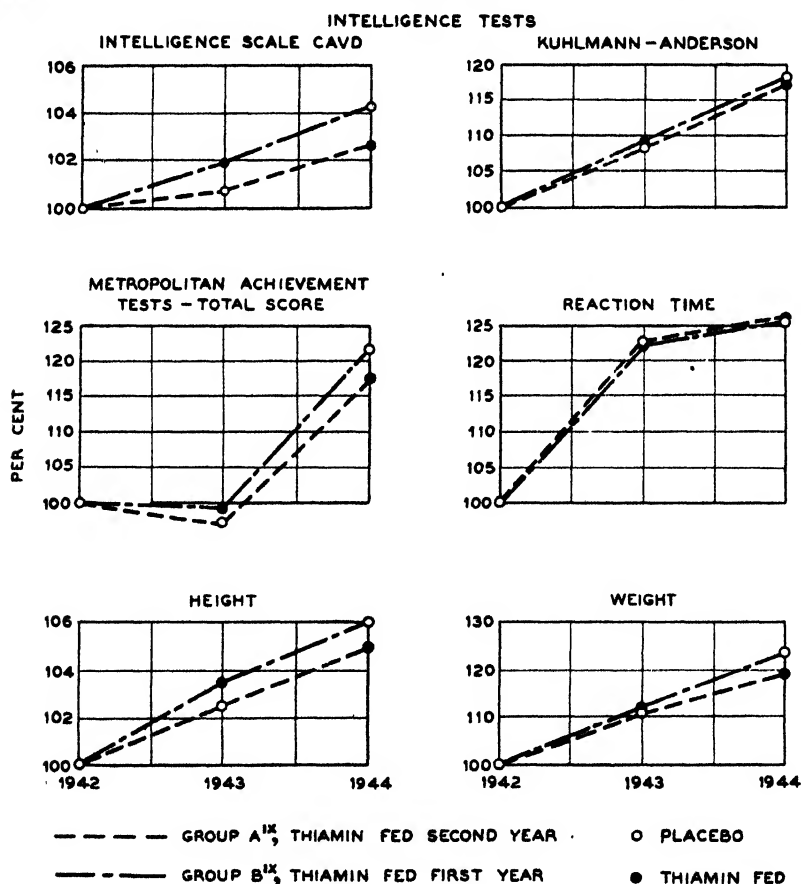 INTELLIGENCE TESTS
INTELLIGENCE SCALE CAVD
106
104
102
100
KUHLMANN-ANDERSON
120
115
110
105
100
METROPOLITAN ACHIEVEMENT
TESTS - TOTAL SCORE
125
120
115
110
105
100
PER CENT
REACTION TIME
125
120
115
110
105
100
HEIGHT
106
104
102
100
1942 1943 1944
WEIGHT
130
120
110
100
1942 1943 1944
GROUP A^IX, THIAMIN FED SECOND YEAR
○ PLACEBO
GROUP B^IX, THIAMIN FED FIRST YEAR
● THIAMIN FED